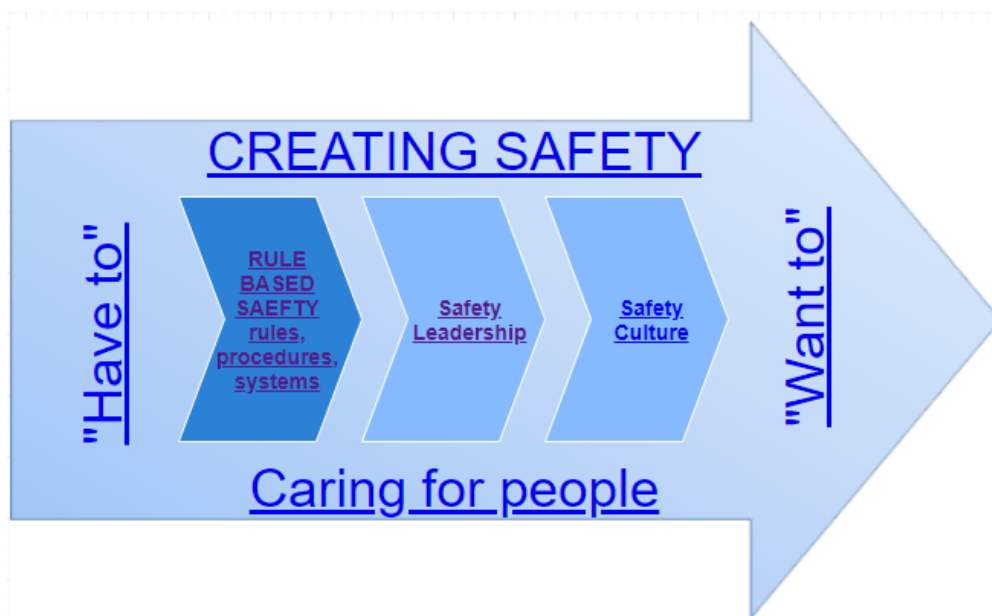 CREATING SAFETY
"Have to"
RULE
BASED
SAEFTY
rules,
procedures,
systems
Safety
Leadership
Safety
Culture
"Want to"
Caring for people